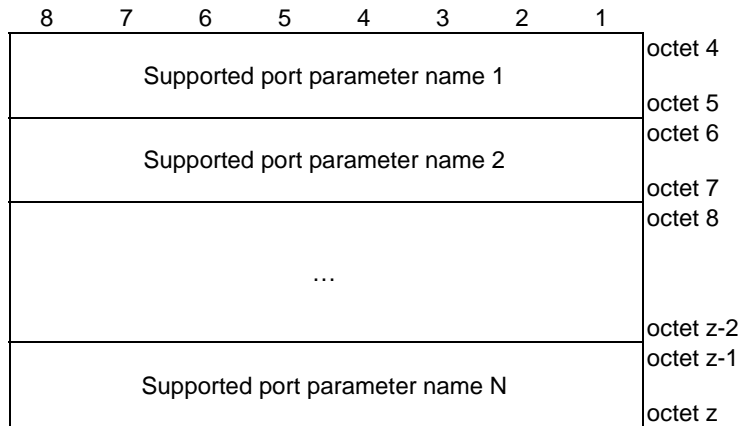 8 7 6 5 4 3 2 1
octet 4
Supported port parameter name 1
octet 5
octet 6
Supported port parameter name 2
octet 7
octet 8
…
octet z-2
octet z-1
Supported port parameter name N
octet z